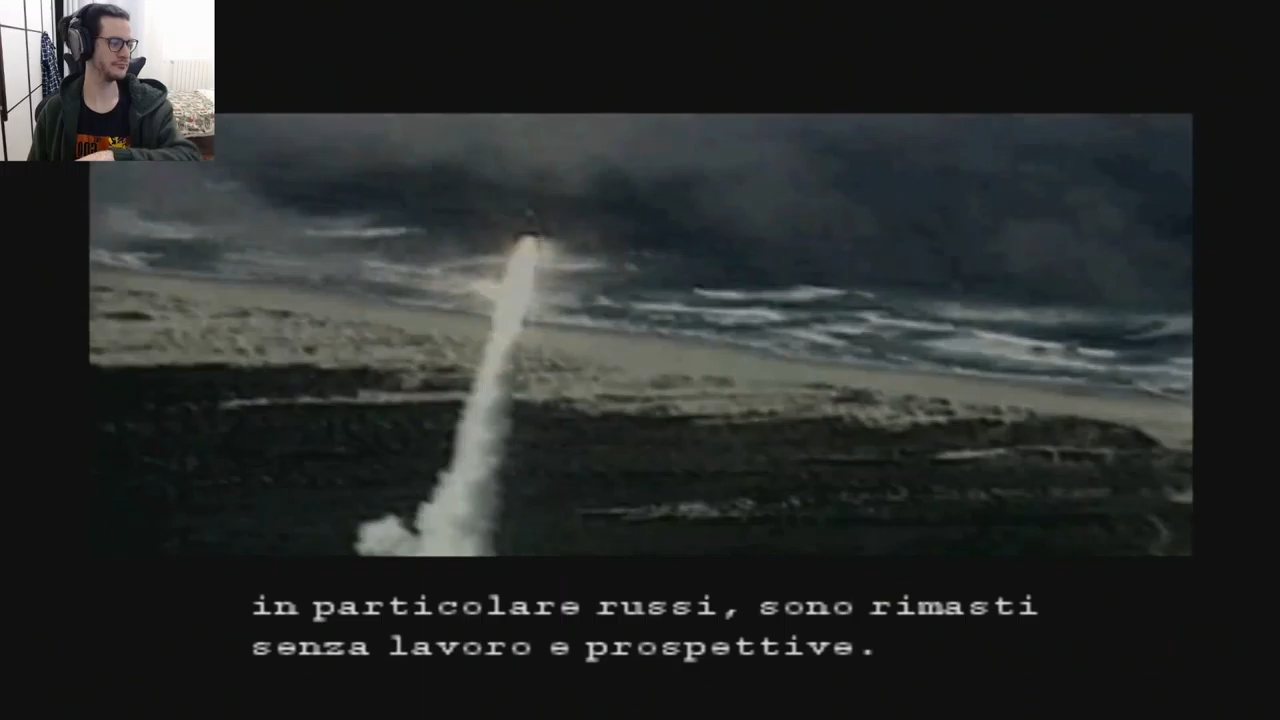 in particolare russi, sono rimasti
senza lavoro e prospettive.